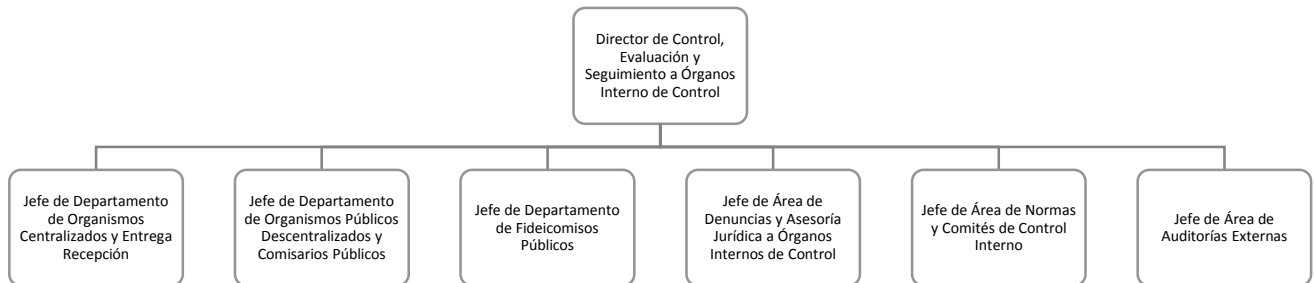 Director de Control,
Evaluación y
Seguimiento a Órganos
Interno de Control
Jefe de Departamento
de Organismos
Centralizados y Entrega
Recepción
Jefe de Departamento
de Organismos Públicos
Descentralizados y
Comisarios Públicos
Jefe de Departamento
de Fideicomisos
Públicos
Jefe de Área de
Denuncias y Asesoría
Jurídica a Órganos
Internos de Control
Jefe de Área de Normas
y Comités de Control
Interno
Jefe de Área de
Auditorías Externas